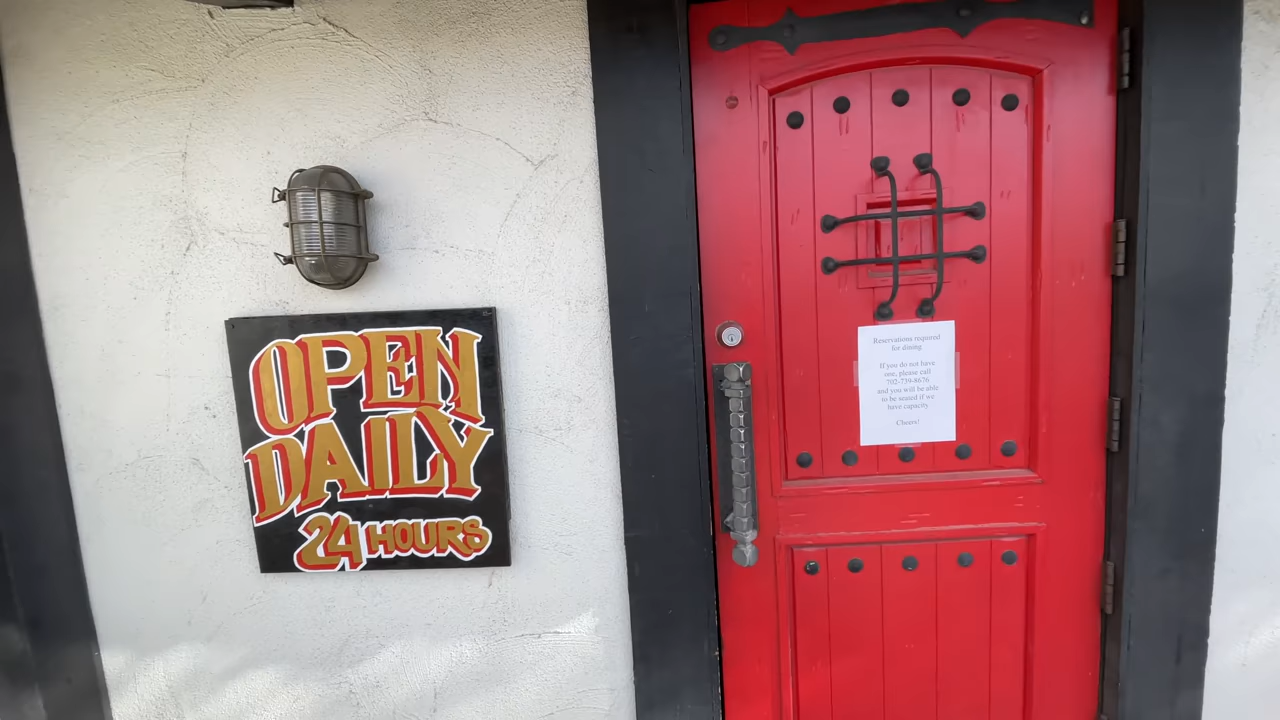 OPEN
DAILY
24 HOURS
Reservations required
for dining
If you do not have
one, please call
702-739-8676
and you will be able
to be seated if we
have capacity
Cheers!